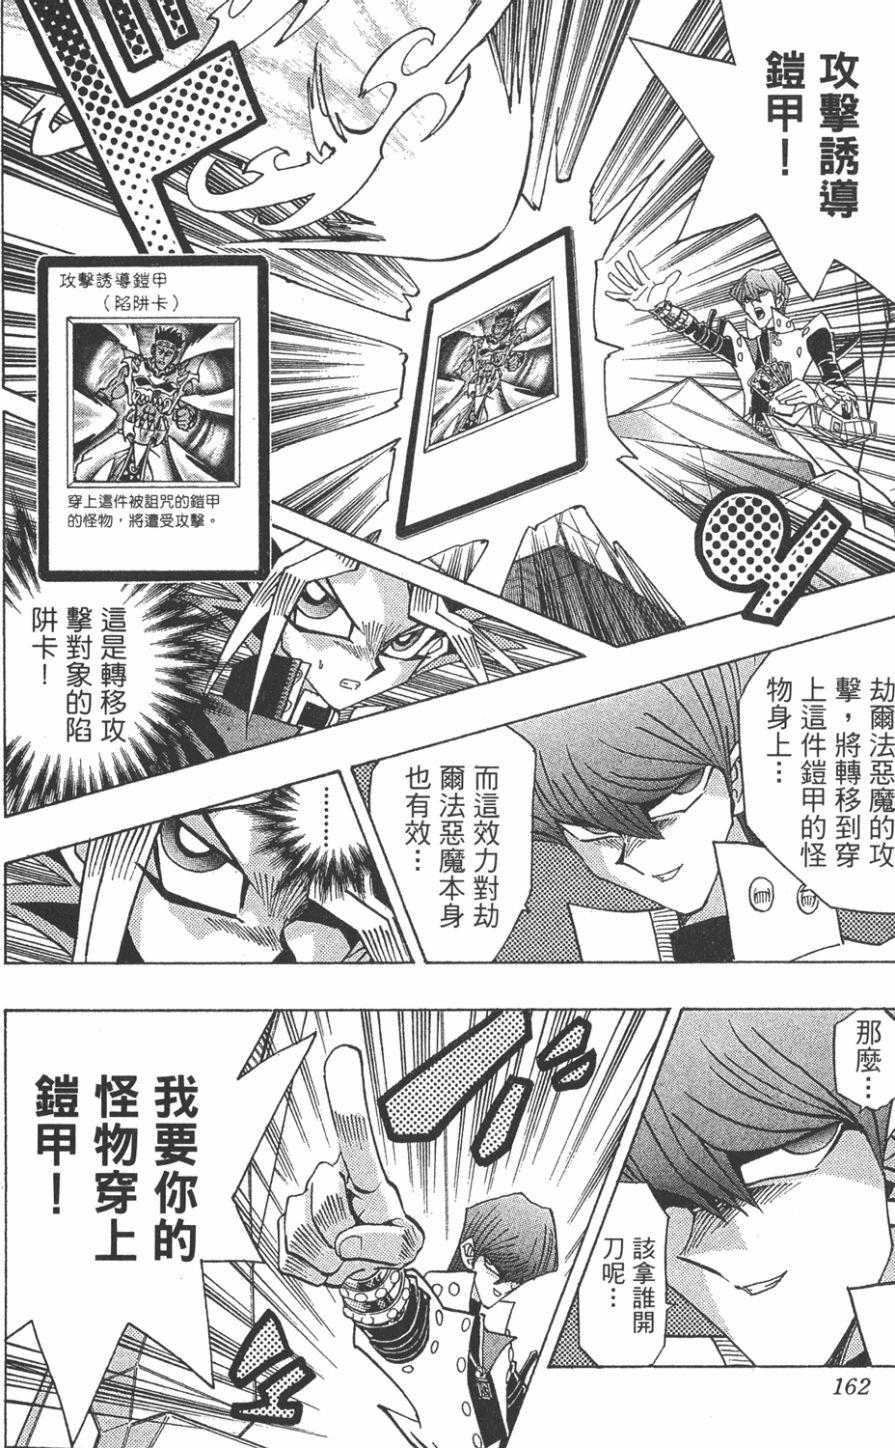 攻擊誘導
鎧甲！
攻擊誘導鎧甲
（陷阱卡）
穿上這件被詛咒的鎧甲
的怪物，將遭受攻擊。
劫爾法惡魔的攻
擊，將轉移到穿
上這件鎧甲的怪
物身上…
這是轉移攻
擊對象的陷
阱卡！
而這效力對劫
爾法惡魔本身
也有效…
………
那麼…
該拿誰開
刀呢…
我要你的
怪物穿上
鎧甲！
162